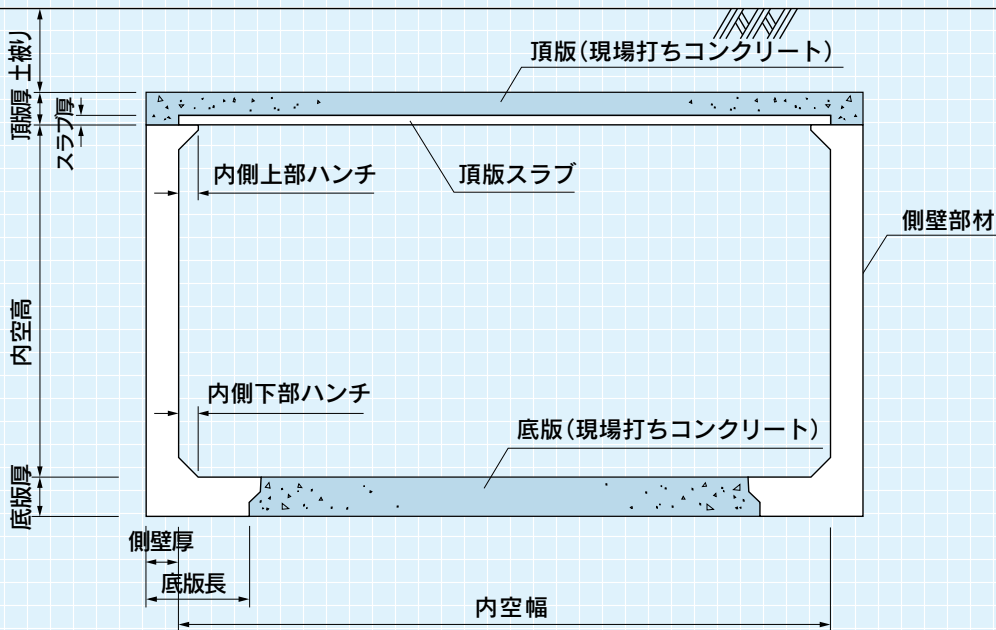 土被り
頂版(現場打ちコンクリート)
頂版厚
スラブ厚
内側上部ハンチ
頂版スラブ
側壁部材
内空高
内側下部ハンチ
底版(現場打ちコンクリート)
底版厚
側壁厚
底版長
内空幅